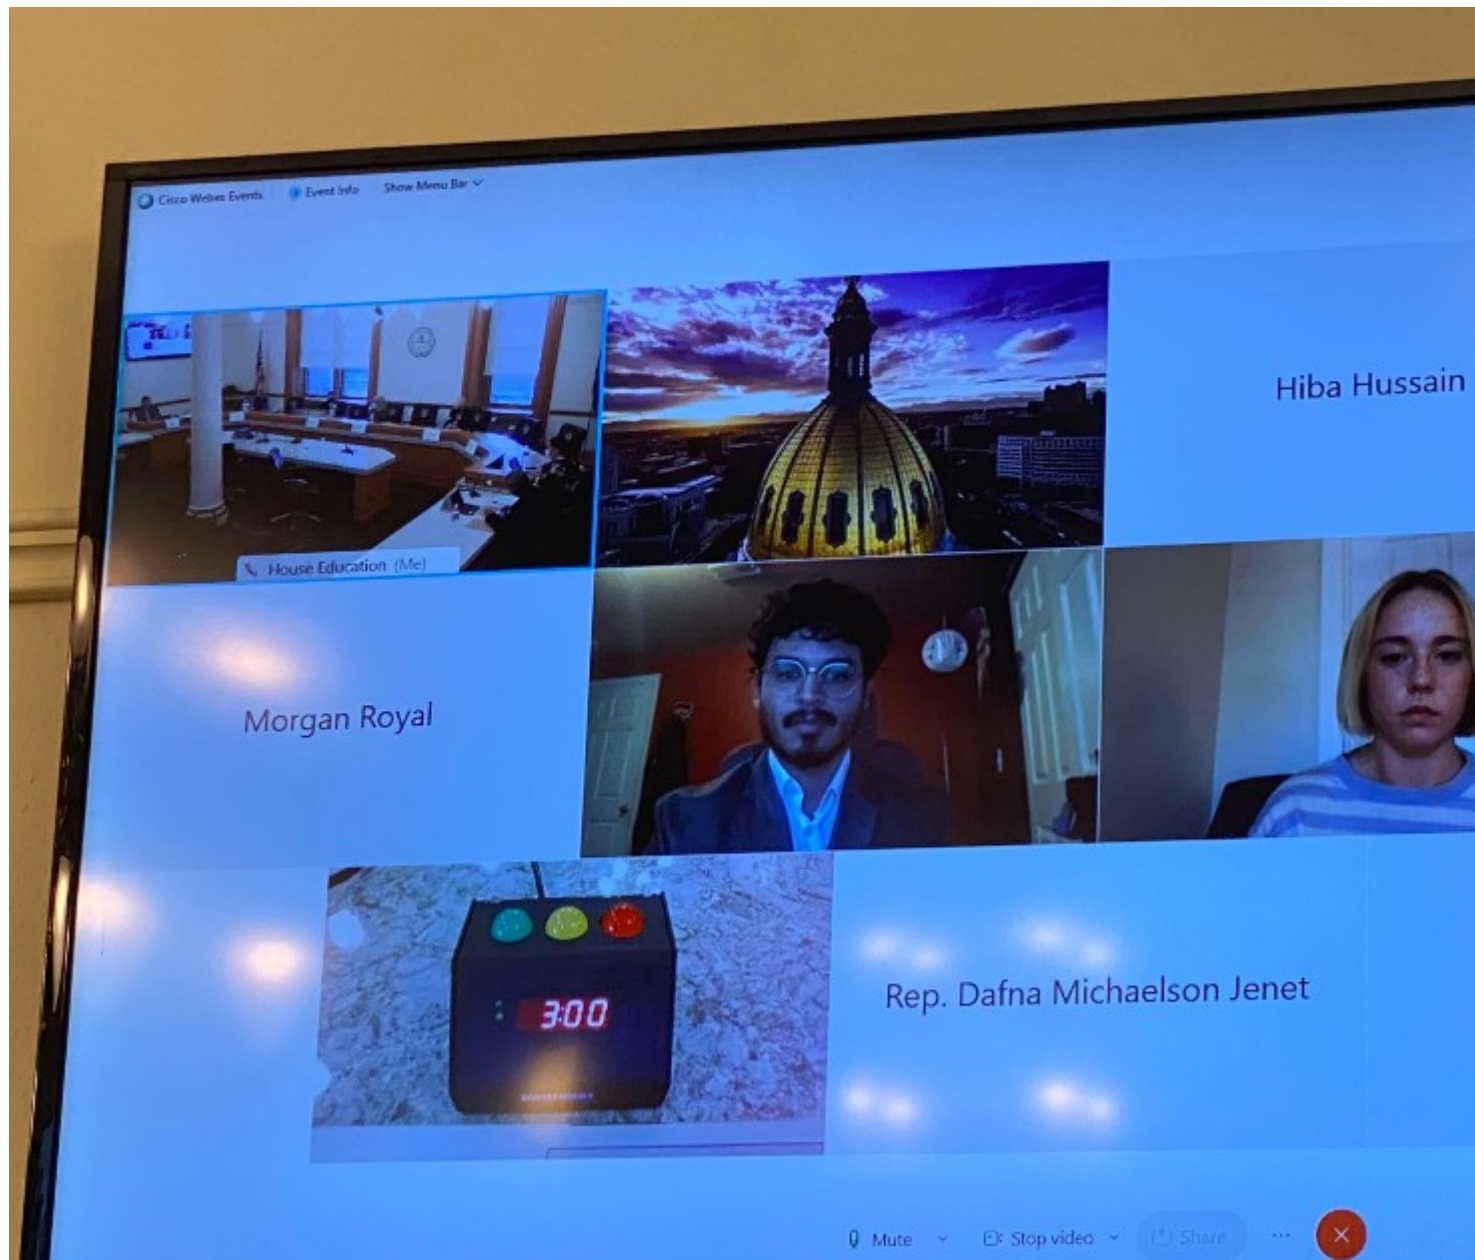 Cisco Webex Events
Event Info
Show Menu Bar
Hiba Hussain
House Education (Me)
Morgan Royal
3:00
Rep. Dafna Michaelson Jenet
Mute
Stop video
Share